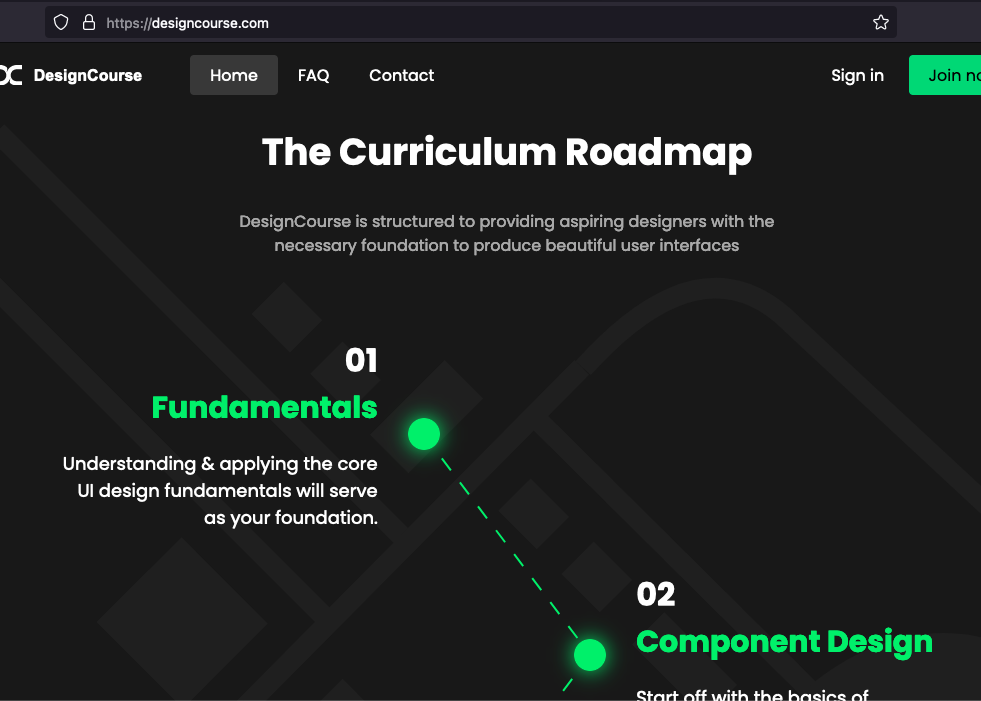 https://designcourse.com
DesignCourse
Home
FAQ
Contact
Sign in
Join
The Curriculum Roadmap
DesignCourse is structured to providing aspiring designers with the
necessary foundation to produce beautiful user interfaces
01
Fundamentals
Understanding & applying the core
UI design fundamentals will serve
as your foundation.
02
Component Design
Start off with the basics of